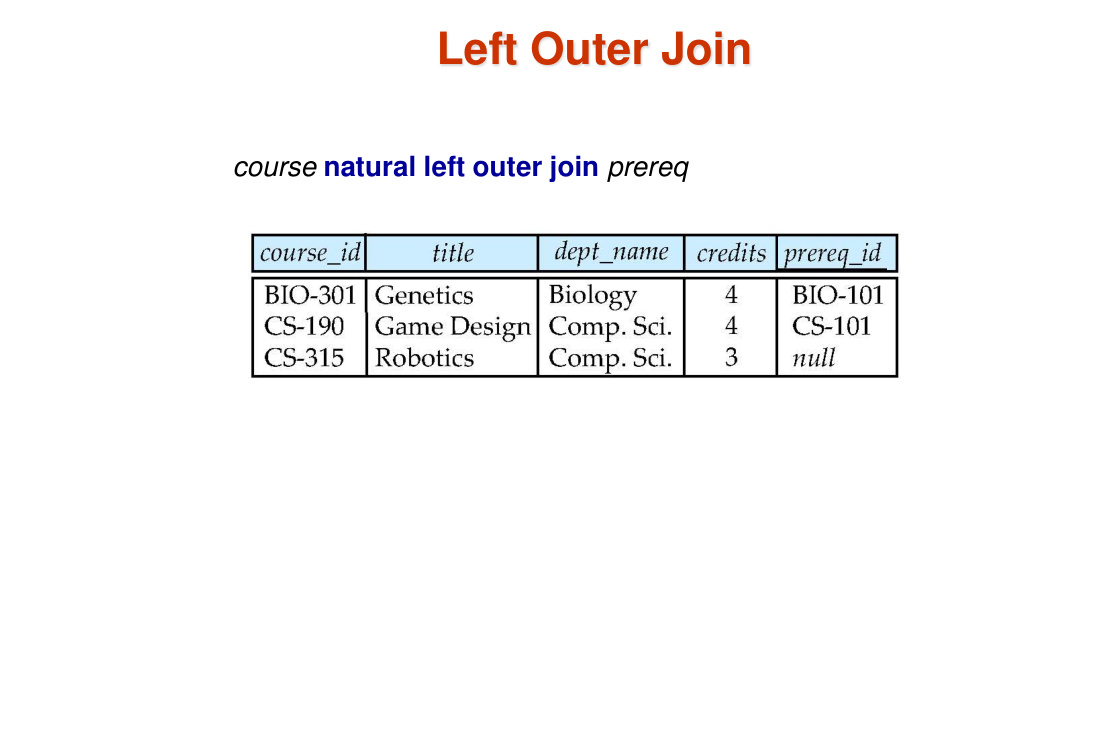 Left Outer Join
course natural left outer join prereq
course_id title dept_name credits prereq_id
BIO-301 Genetics Biology 4 BIO-101
CS-190 Game Design Comp. Sci. 4 CS-101
CS-315 Robotics Comp. Sci. 3 null